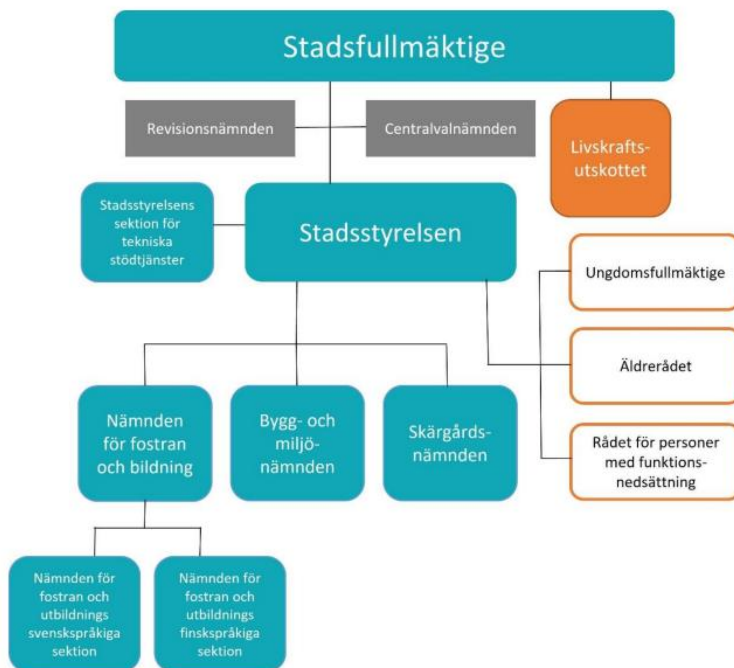 Stadsfullmäktige
Revisionsnämnden
Centralvalnämnden
Livskrafts-
utskottet
Stadsstyrelsens
sektion för
tekniska
stödtjänster
Stadsstyrelsen
Ungdomsfullmäktige
Äldrerådet
Rådet för personer
med funktions-
nedsättning
Nämnden
för fostran
och bildning
Bygg- och
miljö-
nämnden
Skärgårds-
nämnden
Nämnden för
fostran och
utbildnings
svenskspråkiga
sektion
Nämnden för
fostran och
utbildnings
finskspråkiga
sektion